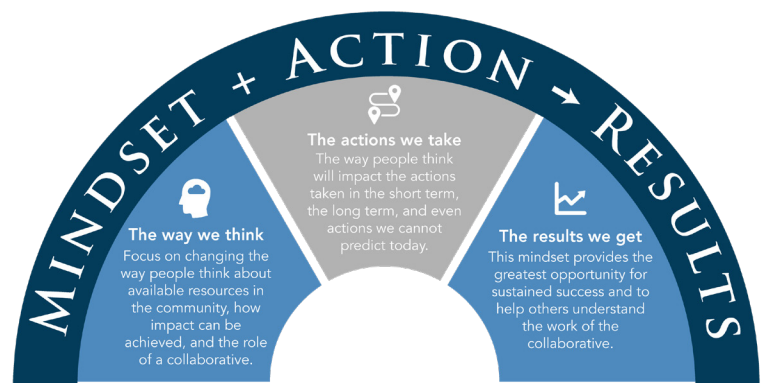 MINDSET + ACTION → RESULTS
The way we think
Focus on changing the
way people think about
available resources in
the community, how
impact can be
achieved, and the role
of a collaborative.
The actions we take
The way people think
will impact the actions
taken in the short term,
the long term, and even
actions we cannot
predict today.
The results we get
This mindset provides the
greatest opportunity for
sustained success and to
help others understand
the work of the
collaborative.